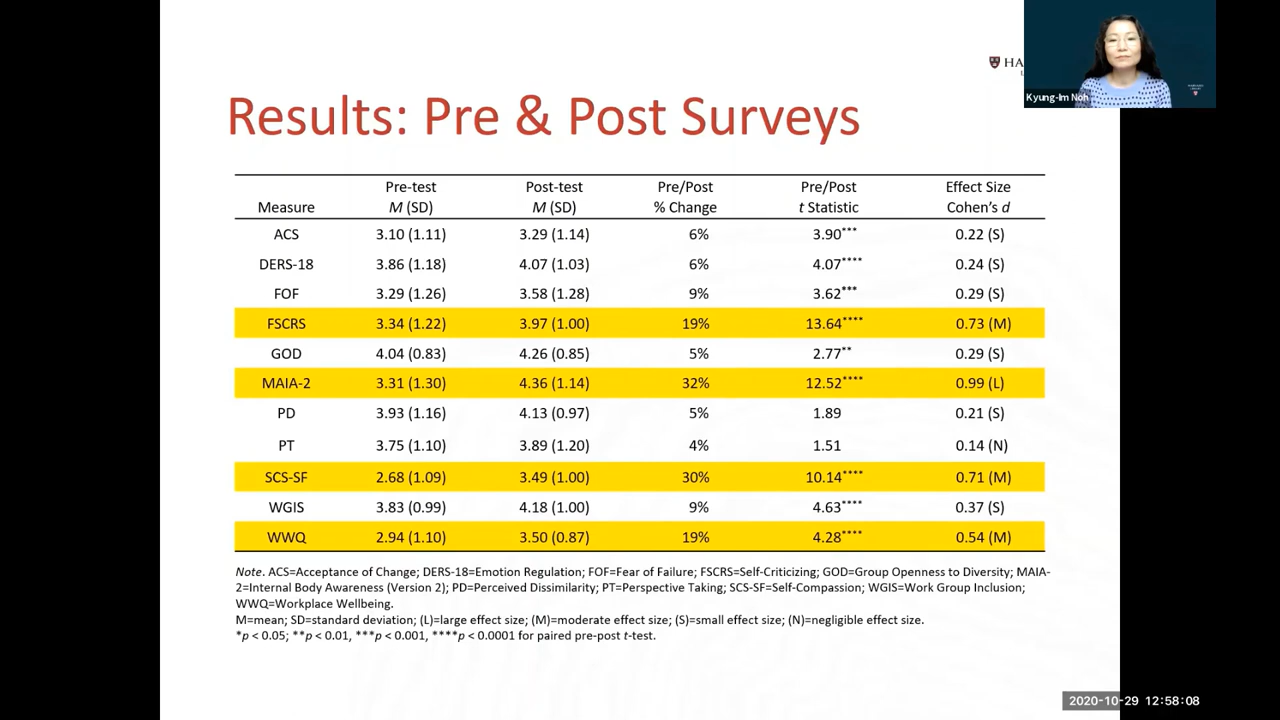 HA
Kyung-Im Noh
Results: Pre & Post Surveys
Measure Pre-test M (SD) Post-test M (SD) Pre/Post % Change Pre/Post t Statistic Effect Size Cohen’s d
ACS 3.10 (1.11) 3.29 (1.14) 6% 3.90*** 0.22 (S)
DERS-18 3.86 (1.18) 4.07 (1.03) 6% 4.07**** 0.24 (S)
FOF 3.29 (1.26) 3.58 (1.28) 9% 3.62*** 0.29 (S)
FSCRS 3.34 (1.22) 3.97 (1.00) 19% 13.64**** 0.73 (M)
GOD 4.04 (0.83) 4.26 (0.85) 5% 2.77** 0.29 (S)
MAIA-2 3.31 (1.30) 4.36 (1.14) 32% 12.52**** 0.99 (L)
PD 3.93 (1.16) 4.13 (0.97) 5% 1.89 0.21 (S)
PT 3.75 (1.10) 3.89 (1.20) 4% 1.51 0.14 (N)
SCS-SF 2.68 (1.09) 3.49 (1.00) 30% 10.14**** 0.71 (M)
WGIS 3.83 (0.99) 4.18 (1.00) 9% 4.63**** 0.37 (S)
WWQ 2.94 (1.10) 3.50 (0.87) 19% 4.28**** 0.54 (M)
Note. ACS=Acceptance of Change; DERS-18=Emotion Regulation; FOF=Fear of Failure; FSCRS=Self-Criticizing; GOD=Group Openness to Diversity; MAIA-
2=Internal Body Awareness (Version 2); PD=Perceived Dissimilarity; PT=Perspective Taking; SCS-SF=Self-Compassion; WGIS=Work Group Inclusion;
WWQ=Workplace Wellbeing.
M=mean; SD=standard deviation; (L)=large effect size; (M)=moderate effect size; (S)=small effect size; (N)=negligible effect size.
*p < 0.05; **p < 0.01, ***p < 0.001, ****p < 0.0001 for paired pre-post t-test.
2020-10-29 12:58:08